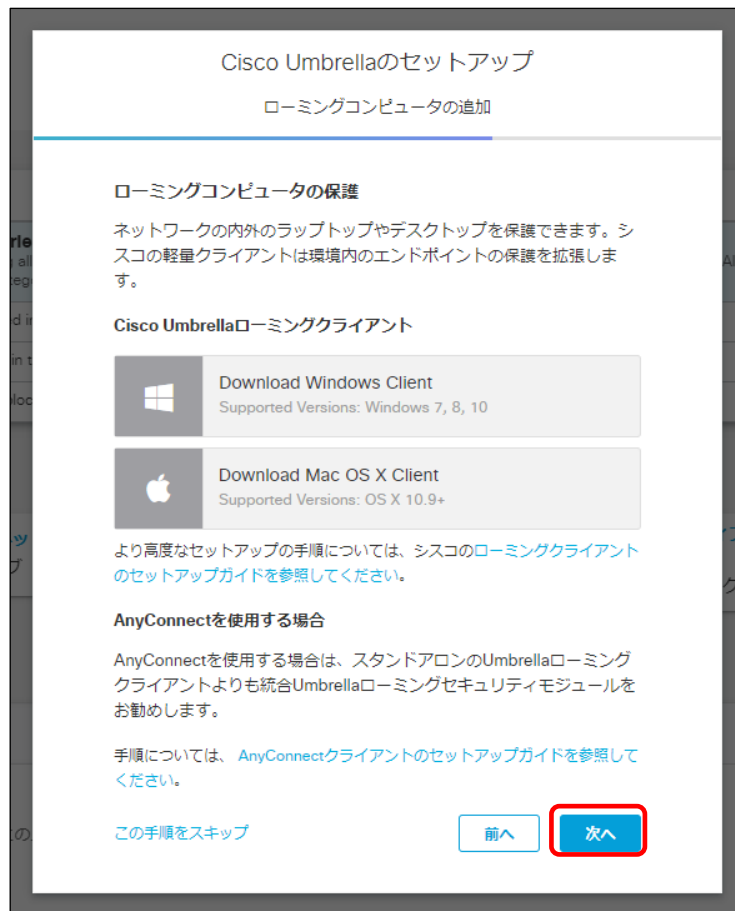 Cisco Umbrellaのセットアップ
ローミングコンピュータの追加
ローミングコンピュータの保護
ネットワークの内外のラップトップやデスクトップを保護できます。シ
スコの軽量クライアントは環境内のエンドポイントの保護を拡張しま
す。
Cisco Umbrellaローミングクライアント
Download Windows Client
Supported Versions: Windows 7, 8, 10
Download Mac OS X Client
Supported Versions: OS X 10.9+
より高度なセットアップの手順については、シスコのローミングクライアント
のセットアップガイドを参照してください。
AnyConnectを使用する場合
AnyConnectを使用する場合は、スタンドアロンのUmbrellaローミング
クライアントよりも統合Umbrellaローミングセキュリティモジュールを
お勧めします。
手順については、 AnyConnectクライアントのセットアップガイドを参照して
ください。
この手順をスキップ
前へ
次へ